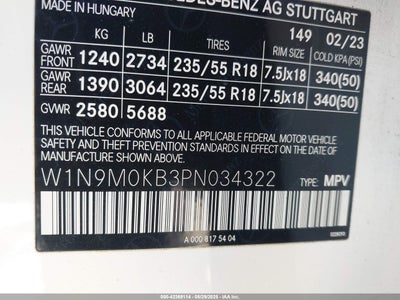 DES-BENZ AG STUTTGART
MADE IN HUNGARY
149 02/23
KG LB TIRES RIM SIZE COLD KPA (PSI)
GAWR FRONT 1240 2734 235/55 R18 7.5Jx18 340(50)
GAWR REAR 1390 3064 235/55 R18 7.5Jx18 340(50)
GVWR 2580 5688
THIS VEHICLE CONFORMS TO ALL APPLICABLE FEDERAL MOTOR VEHICLE
SAFETY AND THEFT PREVENTION STANDARDS IN EFFECT
ON THE DATE OF MANUFACTURE SHOWN ABOVE.
W1N9M0KB3PN034322
TYPE: MPV
A 000 817 54 04